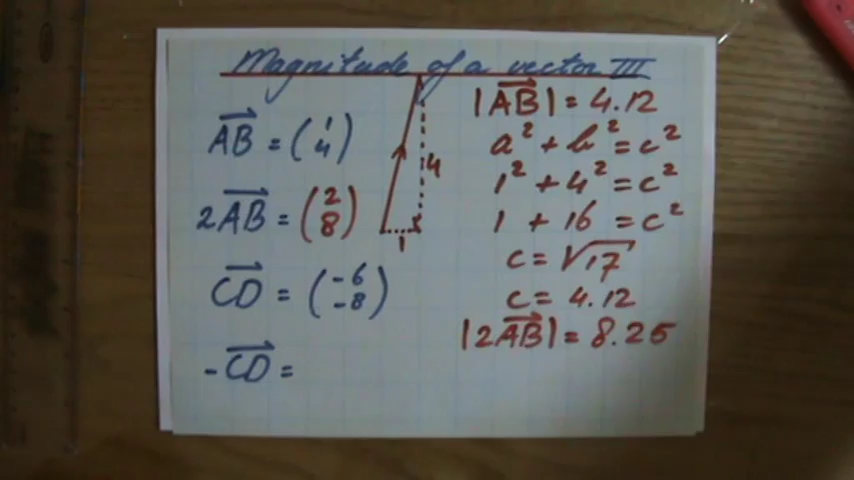 Magnitude of a vector III
AB = (1 4)
2AB = (2 8)
CD = (-6 -8)
-CD =
4
1
|AB| = 4.12
a² + b² = c²
1² + 4² = c²
1 + 16 = c²
c = √17
c = 4.12
|2AB| = 8.25